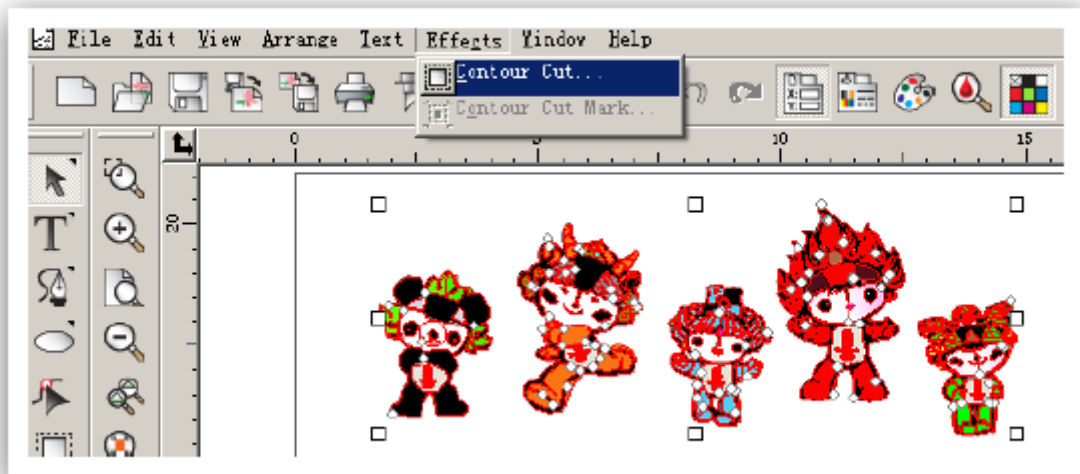 File Edit View Arrange Text Effects Window Help
Contour Cut...
Contour Cut Mark...
0 5 10 15
20